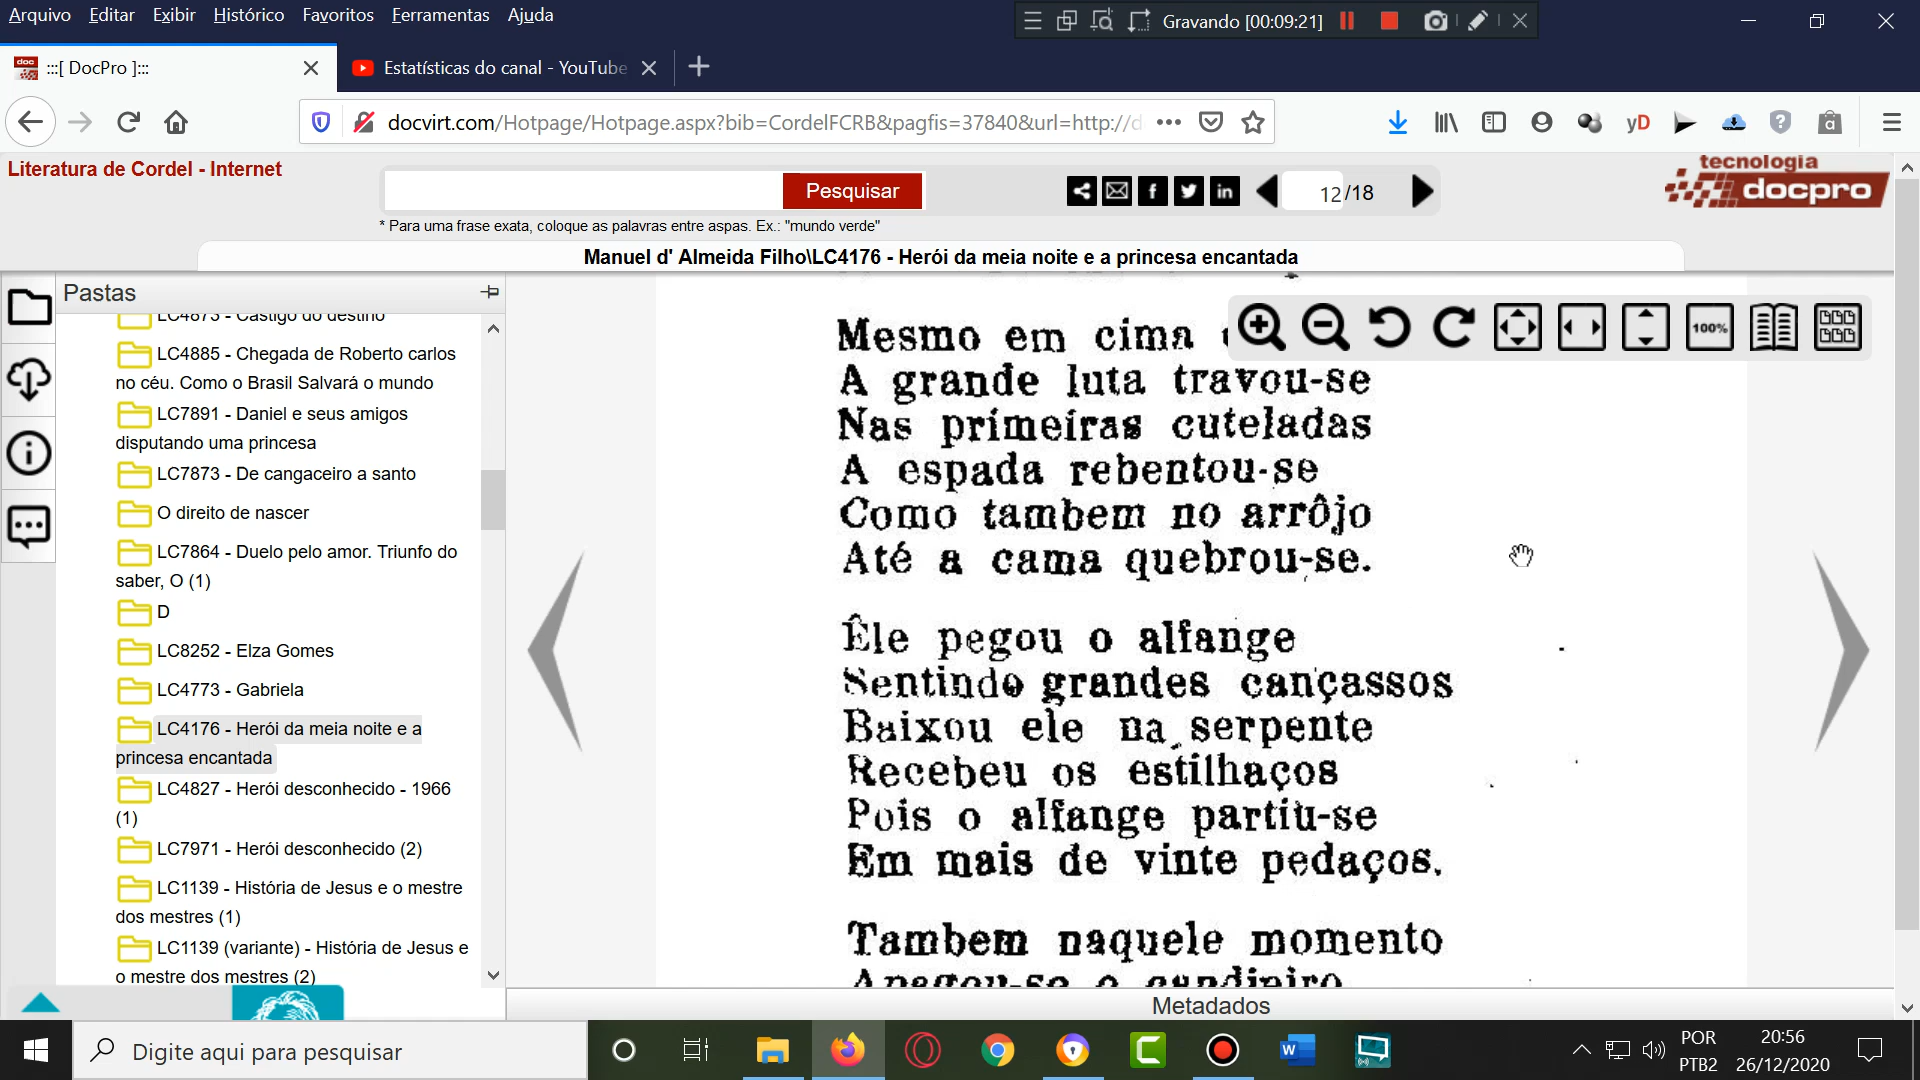 Arquivo Editar Exibir Histórico Favoritos Ferramentas Ajuda
Gravando [00:09:21]
doc
:::[ DocPro ]:::
Estatísticas do canal - YouTube
docvirt.com/Hotpage/Hotpage.aspx?bib=CordelFCRB&pagfis=37840&url=http://d
yD
Literatura de Cordel - Internet
Pesquisar
12/18
tecnologia
docpro
* Para uma frase exata, coloque as palavras entre aspas. Ex.: "mundo verde"
Manuel d' Almeida Filho\LC4176 - Herói da meia noite e a princesa encantada
Pastas
LC4873 - Castigo do destino
LC4885 - Chegada de Roberto carlos
no céu. Como o Brasil Salvará o mundo
LC7891 - Daniel e seus amigos
disputando uma princesa
LC7873 - De cangaceiro a santo
O direito de nascer
LC7864 - Duelo pelo amor. Triunfo do
saber, O (1)
D
LC8252 - Elza Gomes
LC4773 - Gabriela
LC4176 - Herói da meia noite e a
princesa encantada
LC4827 - Herói desconhecido - 1966
(1)
LC7971 - Herói desconhecido (2)
LC1139 - História de Jesus e o mestre
dos mestres (1)
LC1139 (variante) - História de Jesus e
o mestre dos mestres (2)
100%
Mesmo em cima
A grande luta travou-se
Nas primeiras cuteladas
A espada rebentou-se
Como tambem no arrôjo
Até a cama quebrou-se.
Êle pegou o alfange
Sentindo grandes cançassos
Baixou ele na serpente
Recebeu os estilhaços
Pois o alfange partiu-se
Em mais de vinte pedaços.
Tambem naquele momento
Apagou-se o candieiro
Metadados
Digite aqui para pesquisar
POR
PTB2
20:56
26/12/2020